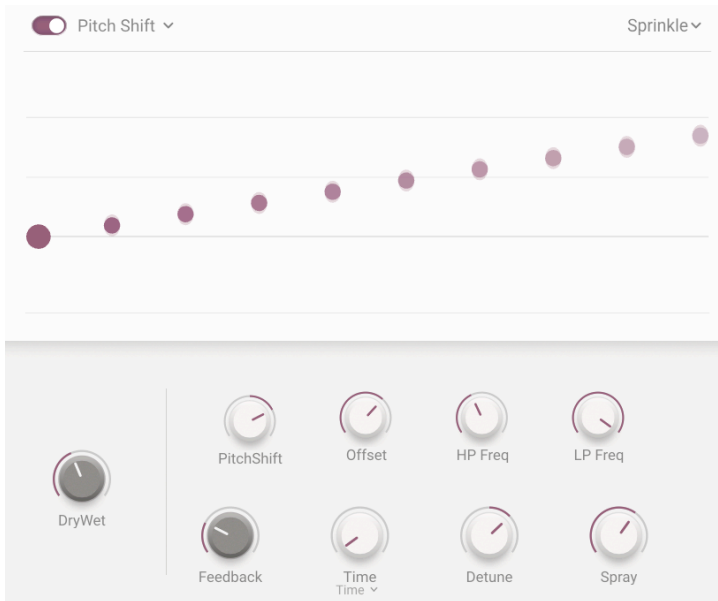 Pitch Shift
Sprinkle
PitchShift
Offset
HP Freq
LP Freq
DryWet
Feedback
Time
Time
Detune
Spray